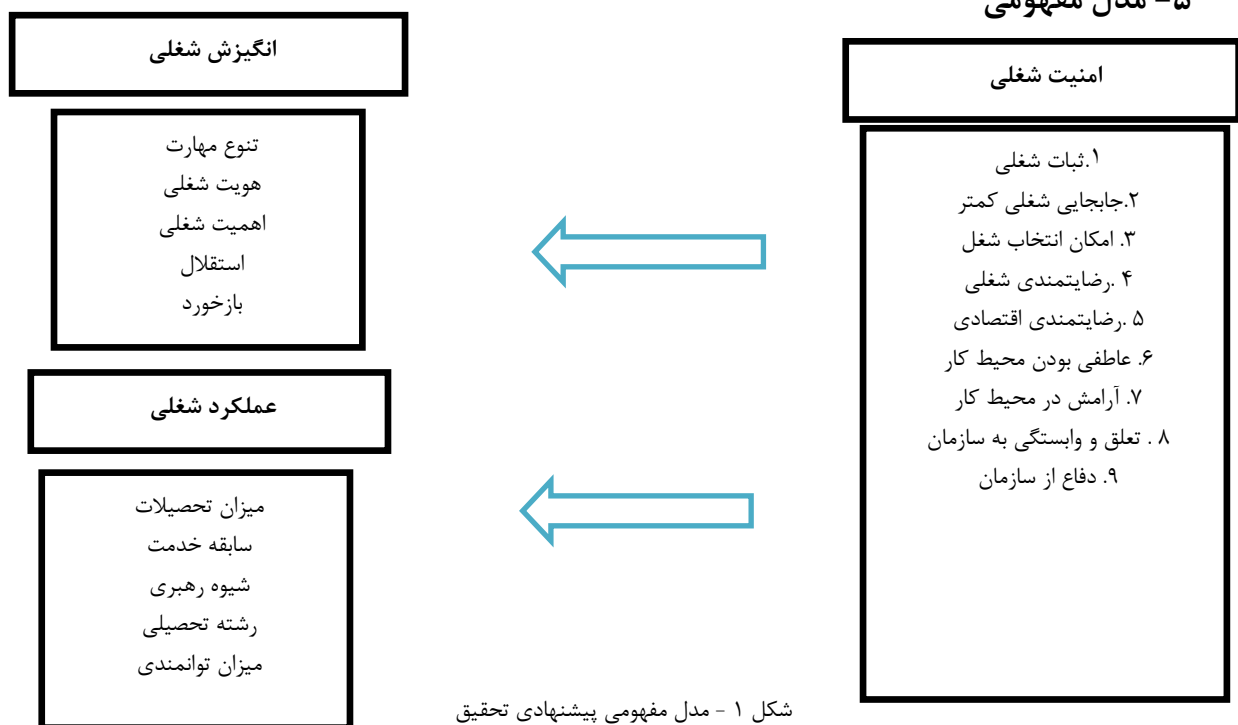 ۵- مدل مفهومی
امنیت شغلی
۱.ثبات شغلی
۲.جابجایی شغلی کمتر
۳. امکان انتخاب شغل
۴ .رضایتمندی شغلی
۵ .رضایتمندی اقتصادی
۶. عاطفی بودن محیط کار
۷. آرامش در محیط کار
۸ . تعلق و وابستگی به سازمان
۹. دفاع از سازمان
انگیزش شغلی
تنوع مهارت
هویت شغلی
اهمیت شغلی
استقلال
بازخورد
عملکرد شغلی
میزان تحصیلات
سابقه خدمت
شیوه رهبری
رشته تحصیلی
میزان توانمندی
شکل ۱ - مدل مفهومی پیشنهادی تحقیق